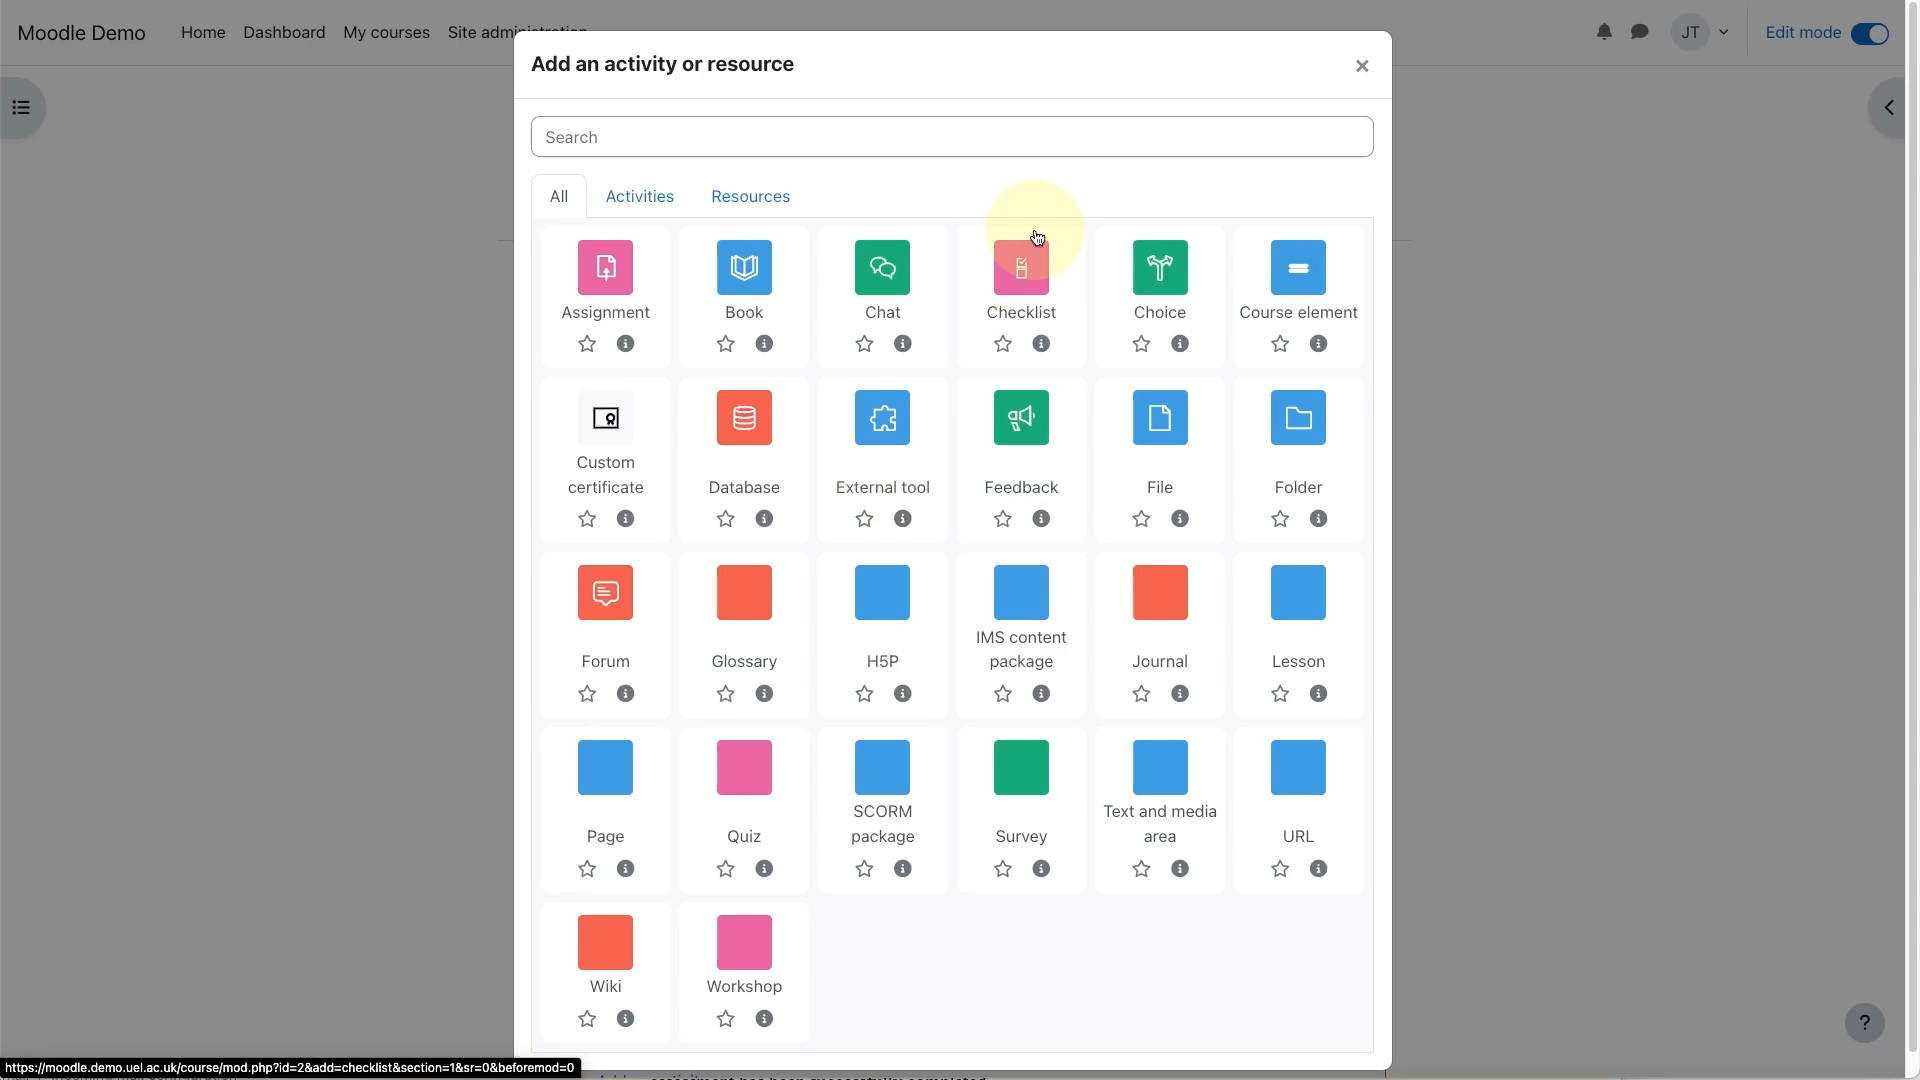 Moodle Demo
Home
Dashboard
My courses
Site administration
JT
Edit mode
Add an activity or resource
×
Search
All
Activities
Resources
Assignment
Book
Chat
Checklist
Choice
Course element
Custom
certificate
Database
External tool
Feedback
File
Folder
Forum
Glossary
H5P
IMS content
package
Journal
Lesson
Page
Quiz
SCORM
package
Survey
Text and media
area
URL
Wiki
Workshop
?
https://moodle.demo.uel.ac.uk/course/mod.php?id=2&add=checklist&section=1&sr=0&beforemod=0